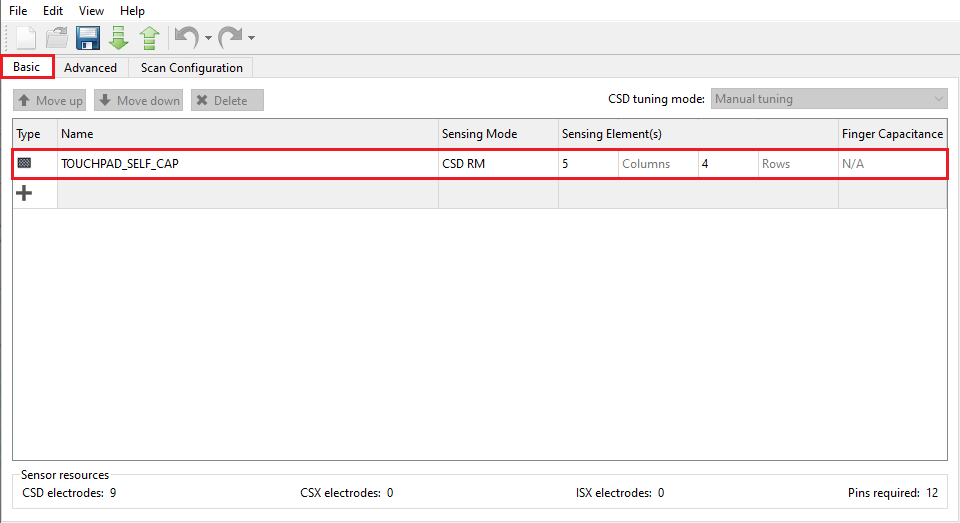 File Edit View Help
Basic Advanced Scan Configuration
Move up Move down Delete CSD tuning mode: Manual tuning
Type Name Sensing Mode Sensing Element(s) Finger Capacitance
TOUCHPAD_SELF_CAP CSD RM 5 Columns 4 Rows N/A
Sensor resources
CSD electrodes: 9 CSX electrodes: 0 ISX electrodes: 0 Pins required: 12